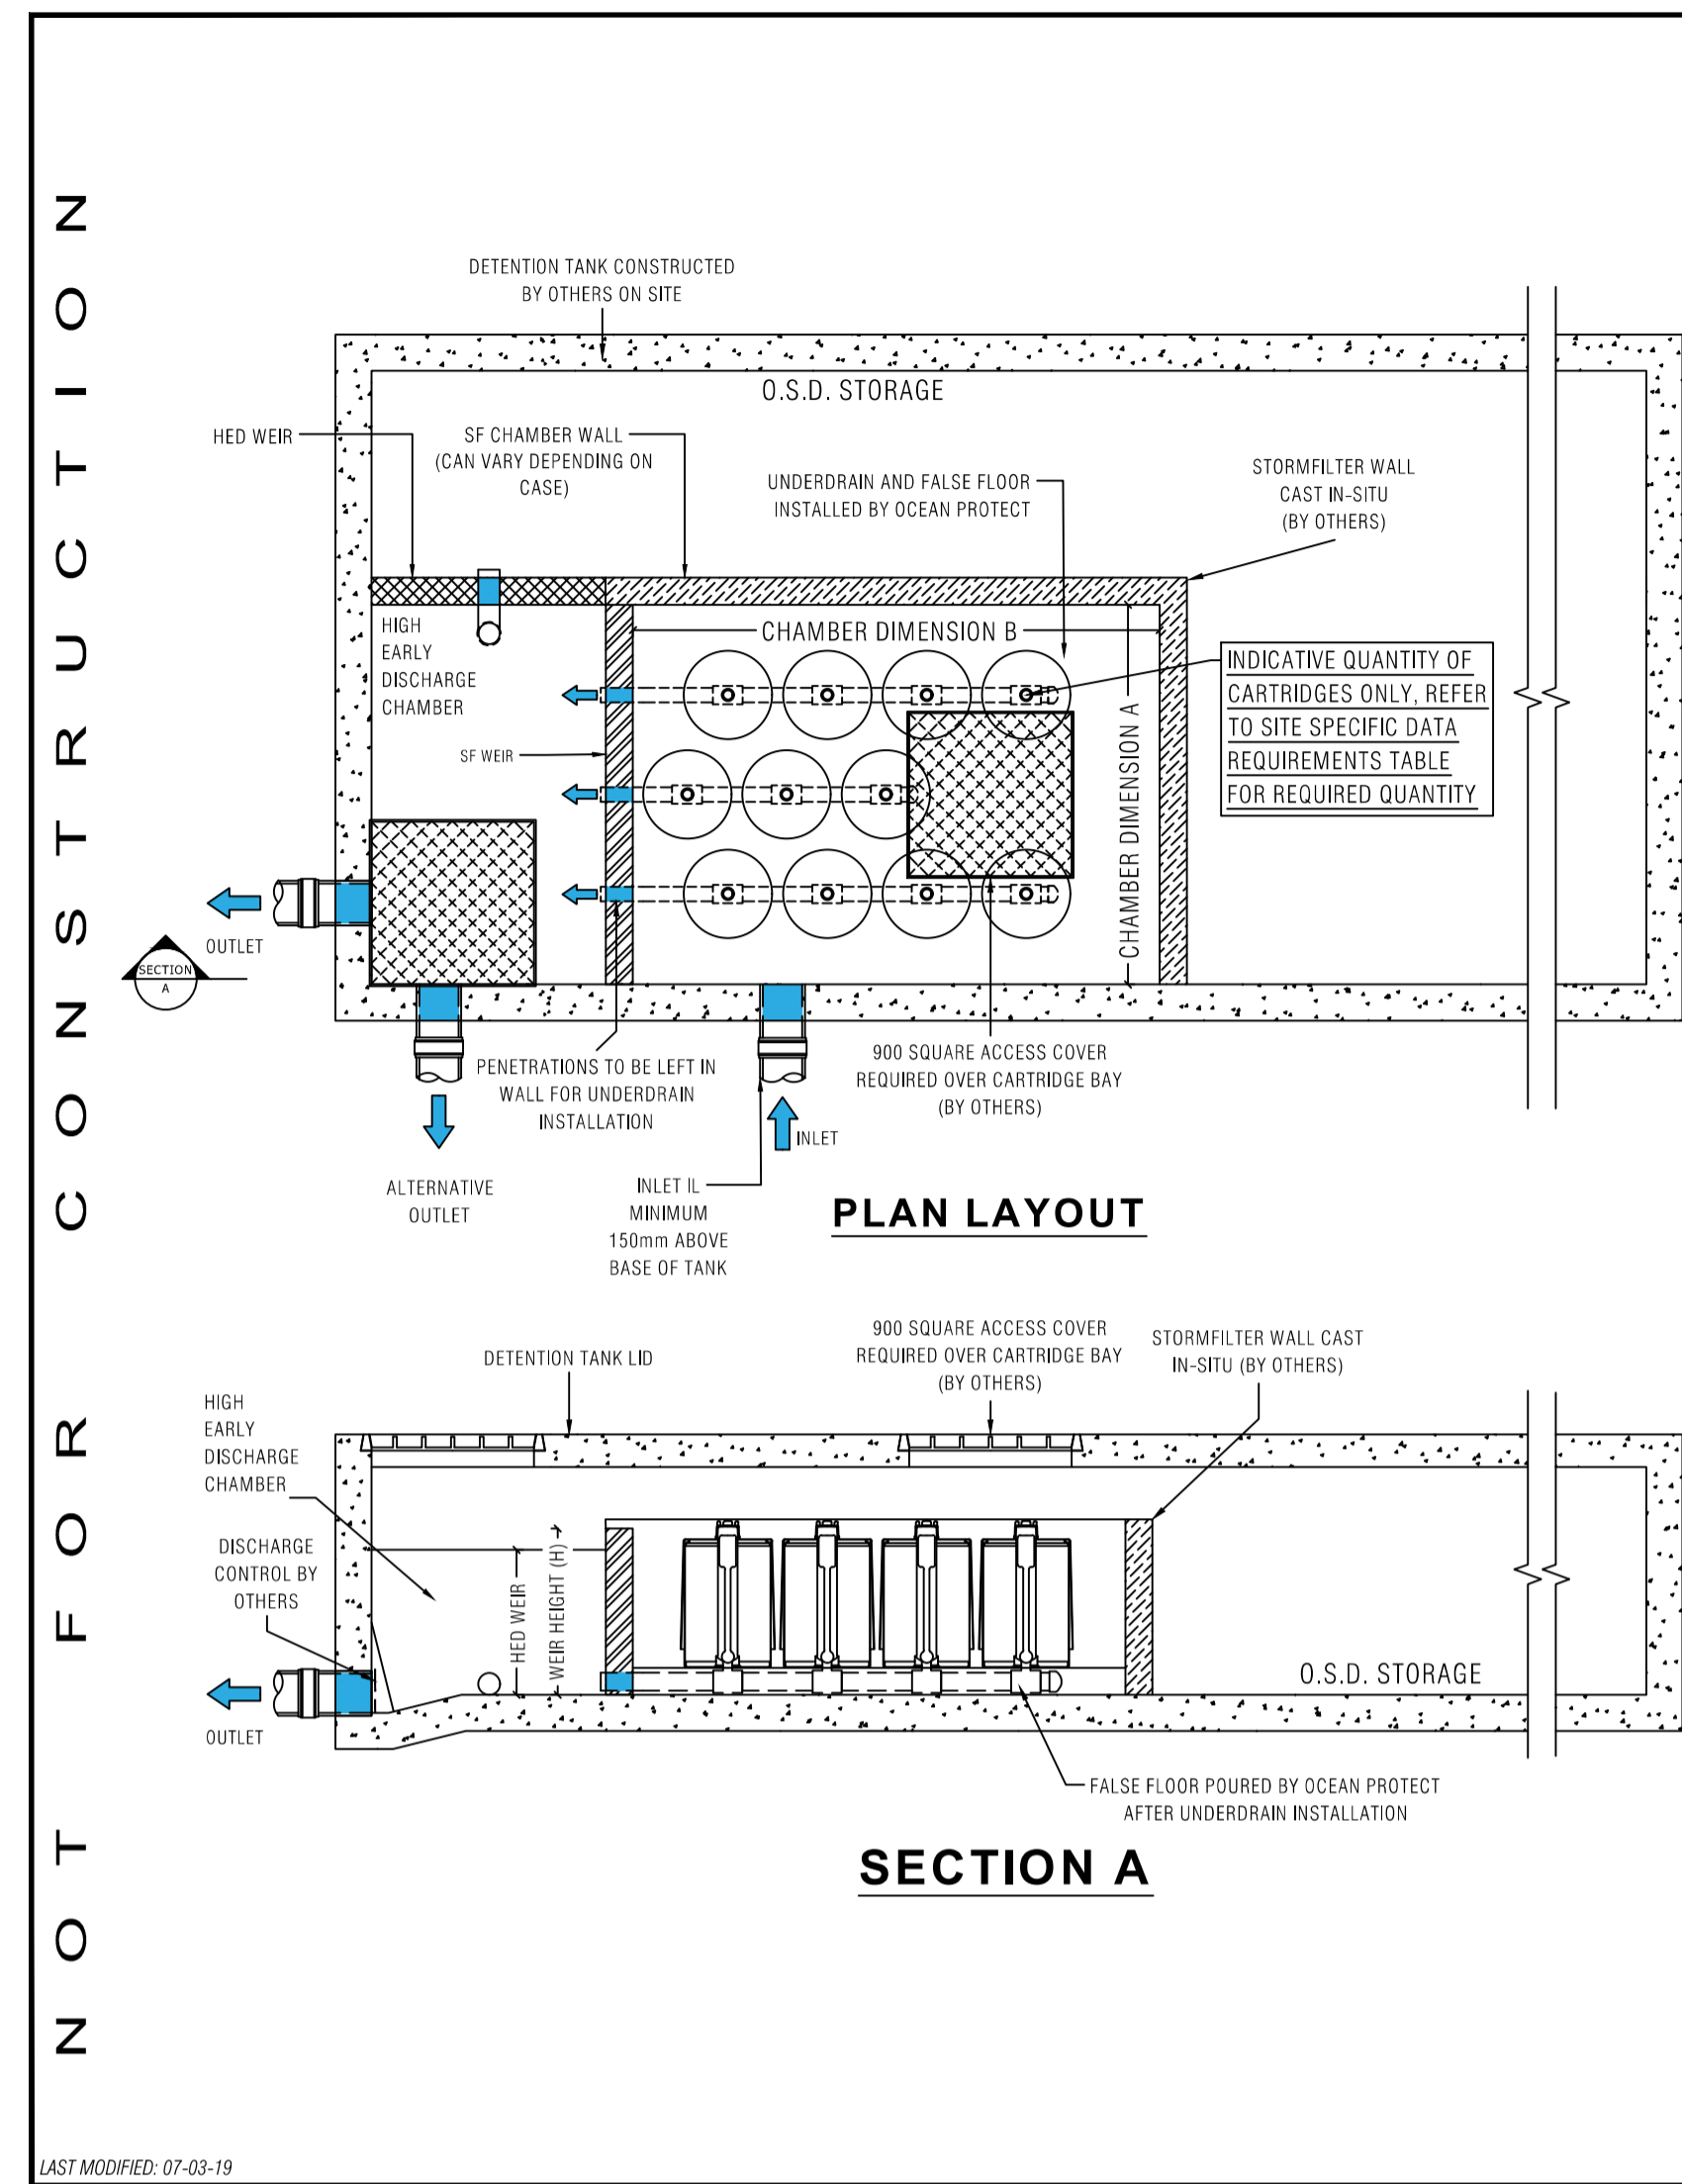 NOT FOR CONSTRUCTION
DETENTION TANK CONSTRUCTED
BY OTHERS ON SITE
O.S.D. STORAGE
HED WEIR
SF CHAMBER WALL
(CAN VARY DEPENDING ON
CASE)
UNDERDRAIN AND FALSE FLOOR
INSTALLED BY OCEAN PROTECT
STORMFILTER WALL
CAST IN-SITU
(BY OTHERS)
HIGH
EARLY
DISCHARGE
CHAMBER
CHAMBER DIMENSION B
CHAMBER DIMENSION A
INDICATIVE QUANTITY OF
CARTRIDGES ONLY, REFER
TO SITE SPECIFIC DATA
REQUIREMENTS TABLE
FOR REQUIRED QUANTITY
SF WEIR
OUTLET
SECTION
A
PENETRATIONS TO BE LEFT IN
WALL FOR UNDERDRAIN
INSTALLATION
900 SQUARE ACCESS COVER
REQUIRED OVER CARTRIDGE BAY
(BY OTHERS)
INLET
ALTERNATIVE
OUTLET
INLET IL
MINIMUM
150mm ABOVE
BASE OF TANK
PLAN LAYOUT
DETENTION TANK LID
900 SQUARE ACCESS COVER
REQUIRED OVER CARTRIDGE BAY
(BY OTHERS)
STORMFILTER WALL CAST
IN-SITU (BY OTHERS)
HIGH
EARLY
DISCHARGE
CHAMBER
DISCHARGE
CONTROL BY
OTHERS
HED WEIR
WEIR HEIGHT (H)
O.S.D. STORAGE
OUTLET
FALSE FLOOR POURED BY OCEAN PROTECT
AFTER UNDERDRAIN INSTALLATION
SECTION A
LAST MODIFIED: 07-03-19